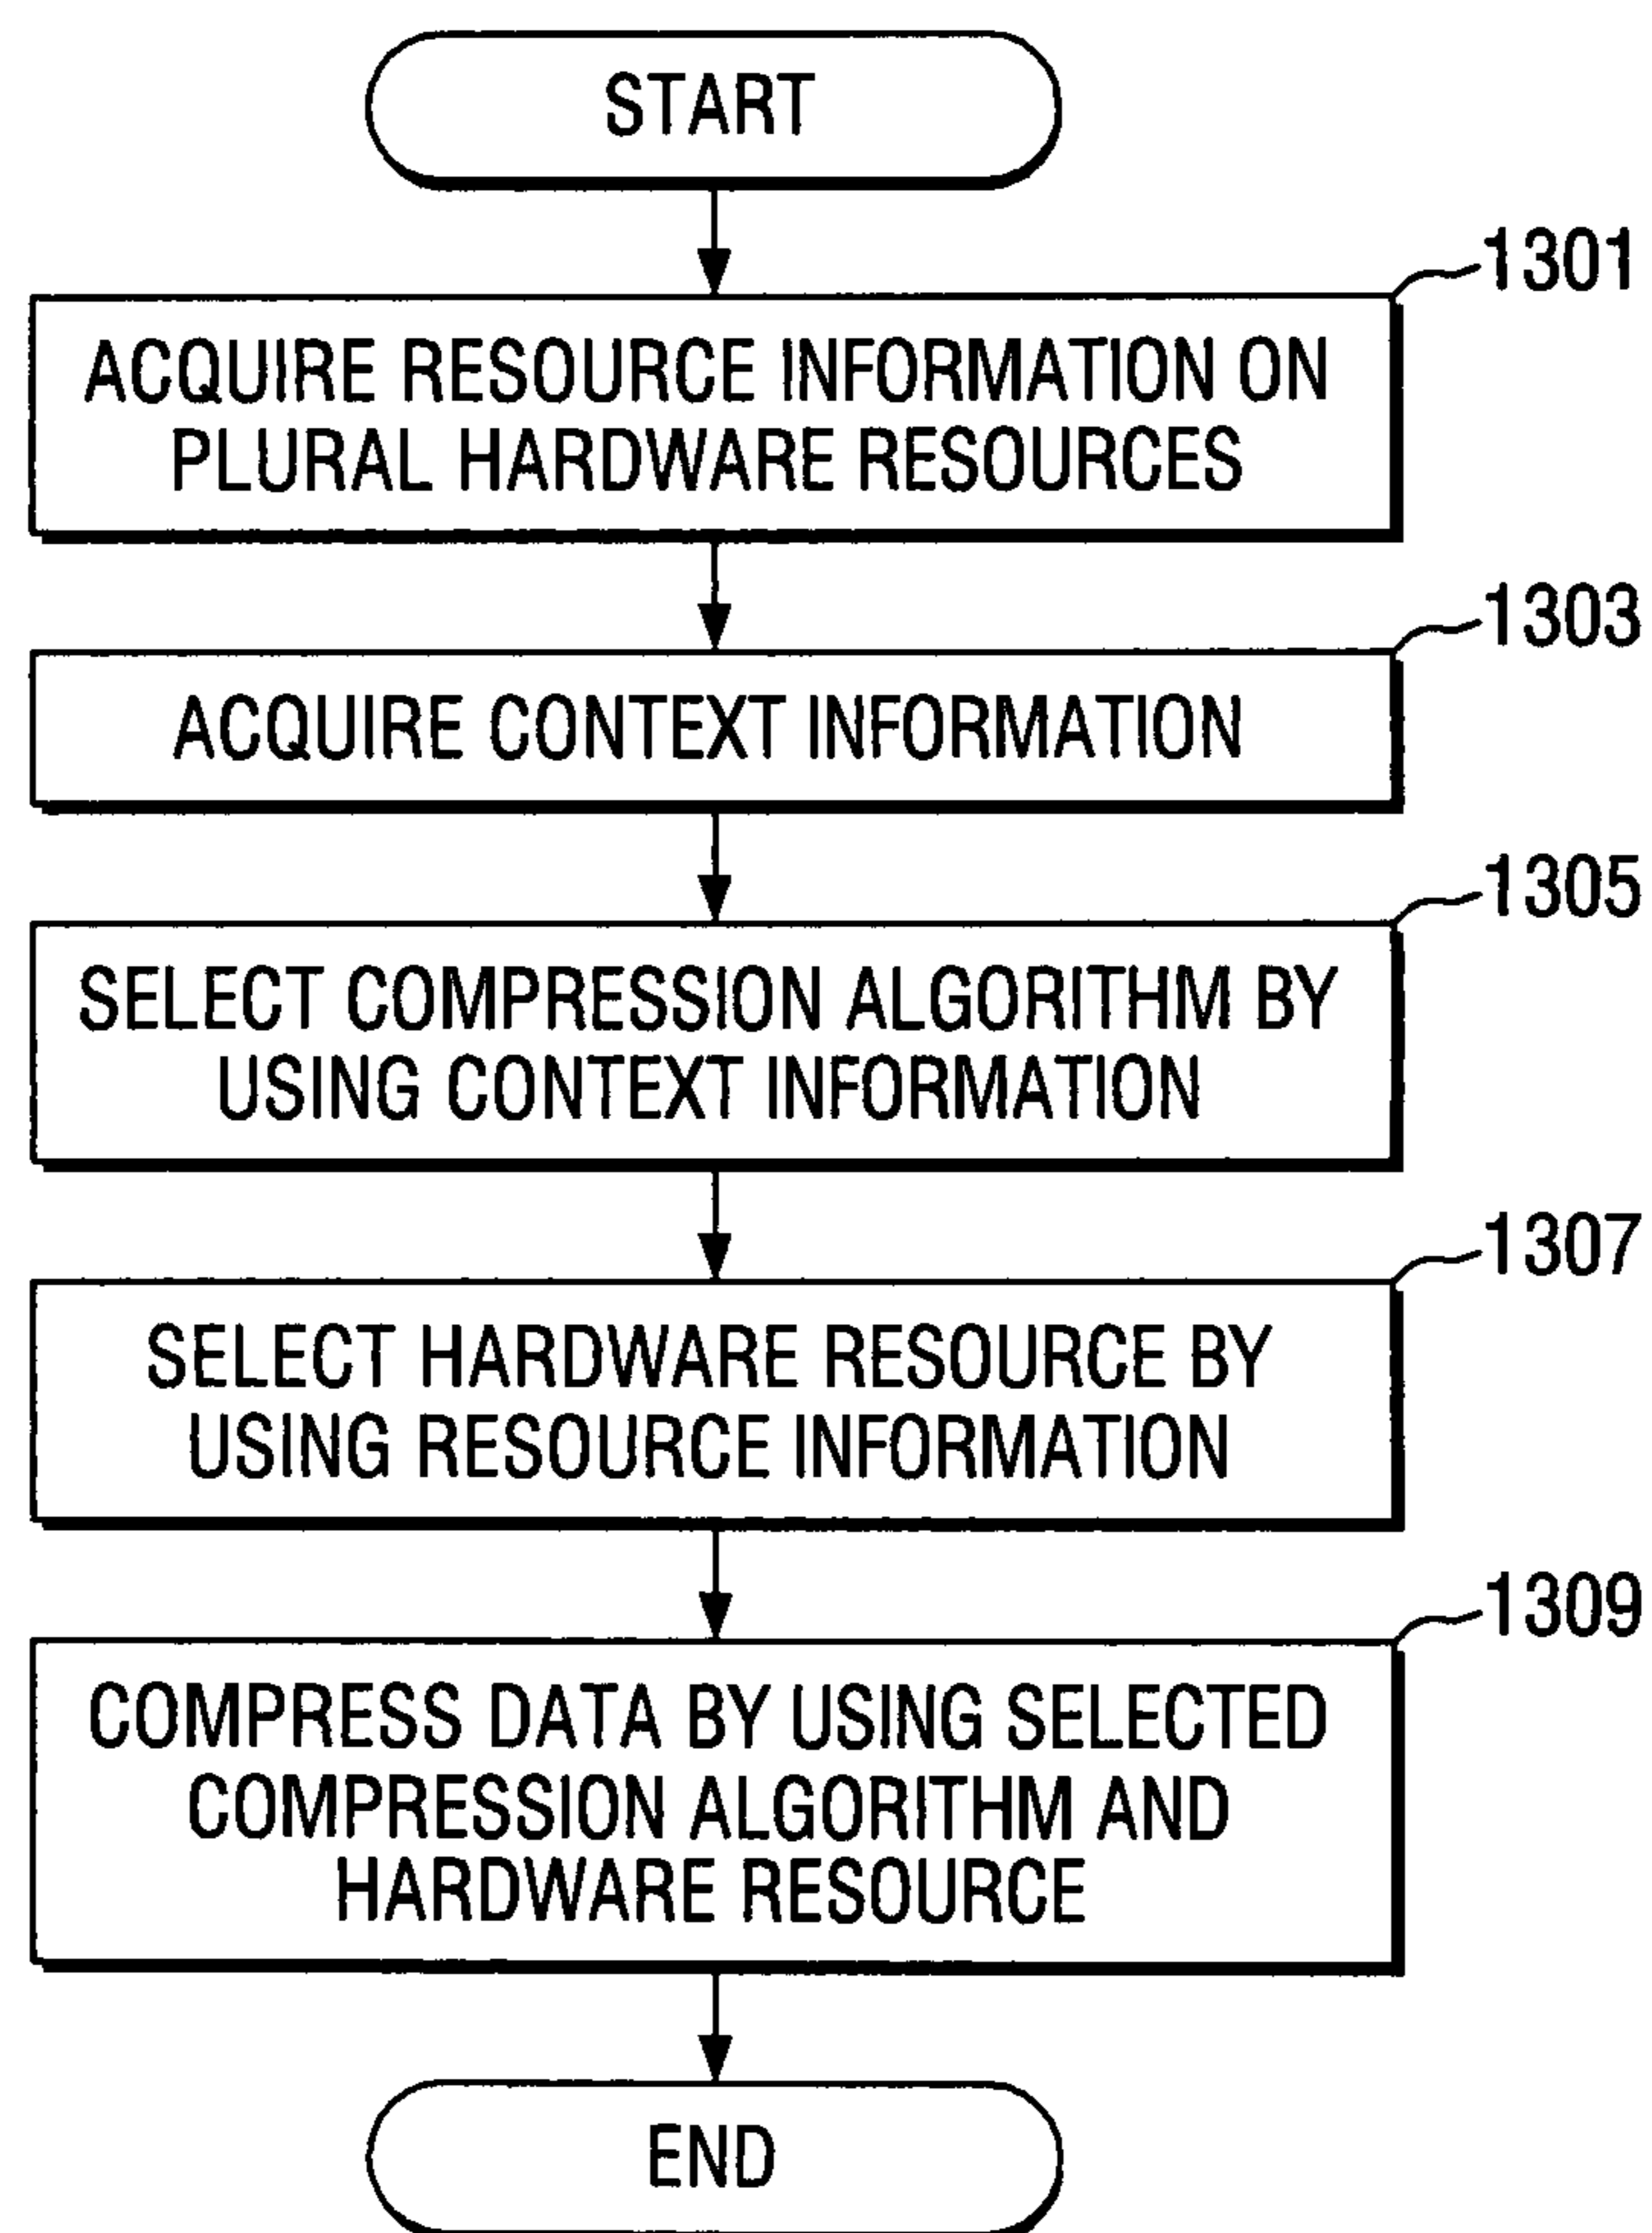 START
1301
ACQUIRE RESOURCE INFORMATION ON
PLURAL HARDWARE RESOURCES
1303
ACQUIRE CONTEXT INFORMATION
1305
SELECT COMPRESSION ALGORITHM BY
USING CONTEXT INFORMATION
1307
SELECT HARDWARE RESOURCE BY
USING RESOURCE INFORMATION
1309
COMPRESS DATA BY USING SELECTED
COMPRESSION ALGORITHM AND
HARDWARE RESOURCE
END